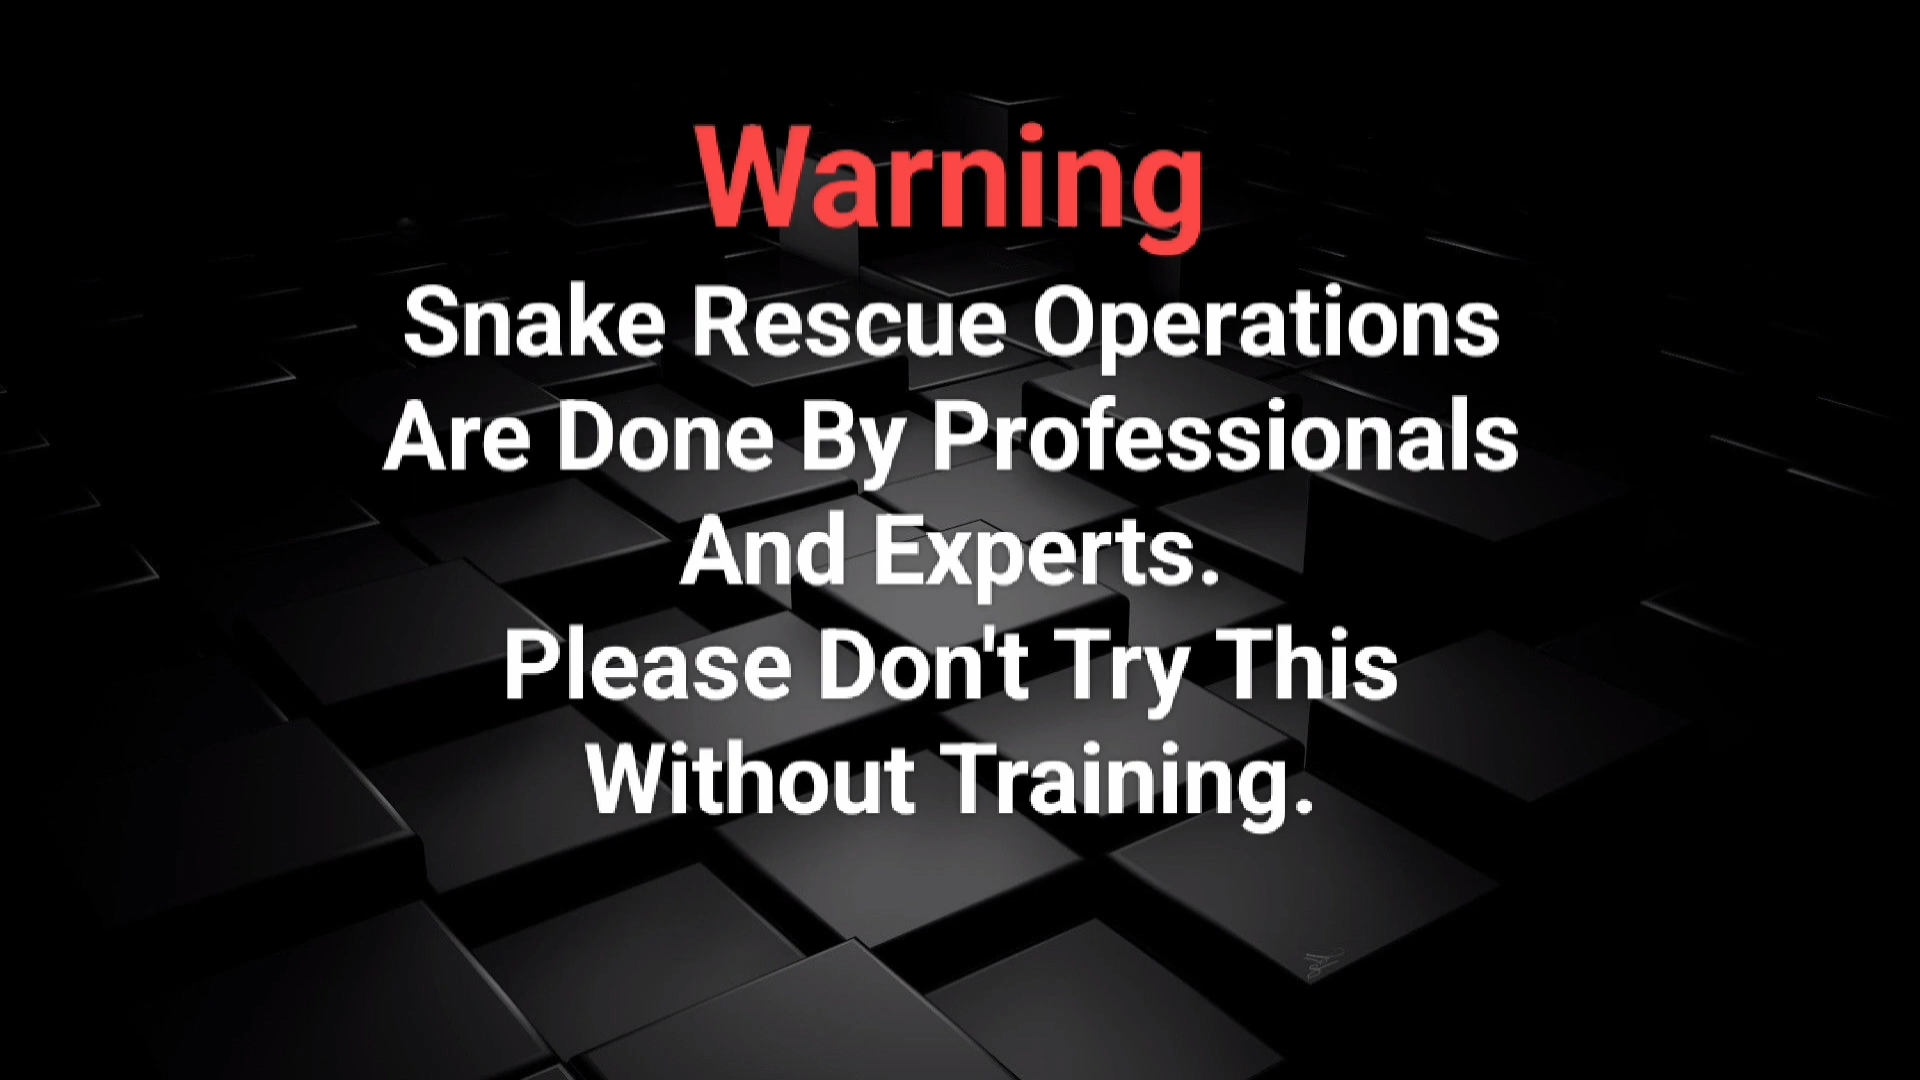 Warning
Snake Rescue Operations
Are Done By Professionals
And Experts.
Please Don't Try This
Without Training.